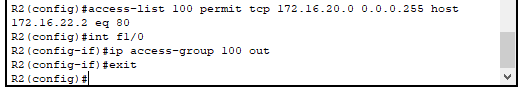 R2(config)#access-list 100 permit tcp 172.16.20.0 0.0.0.255 host
172.16.22.2 eq 80
R2(config)#int f1/0
R2(config-if)#ip access-group 100 out
R2(config-if)#exit
R2(config)#